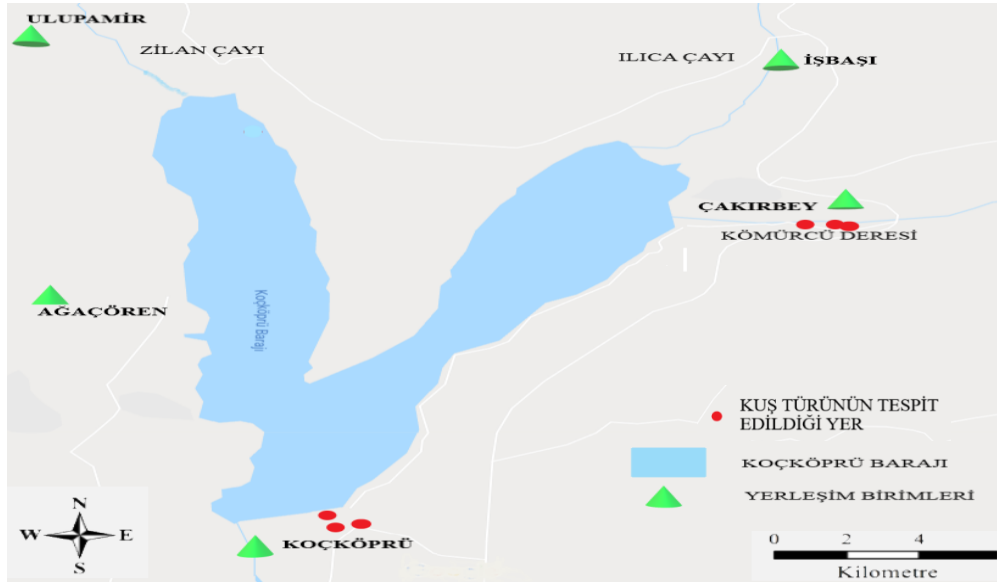 ULUPAMİR
ZİLAN ÇAYI
ILICA ÇAYI
İŞBAŞI
ÇAKIRBEY
KÖMÜRCÜ DERESİ
AĞAÇÖREN
Koçköprü Barajı
KUŞ TÜRÜNÜN TESPİT
EDİLDİĞİ YER
KOÇKÖPRÜ BARAJI
YERLEŞİM BİRİMLERİ
N
W E
S
KOÇKÖPRÜ
0 2 4
Kilometre